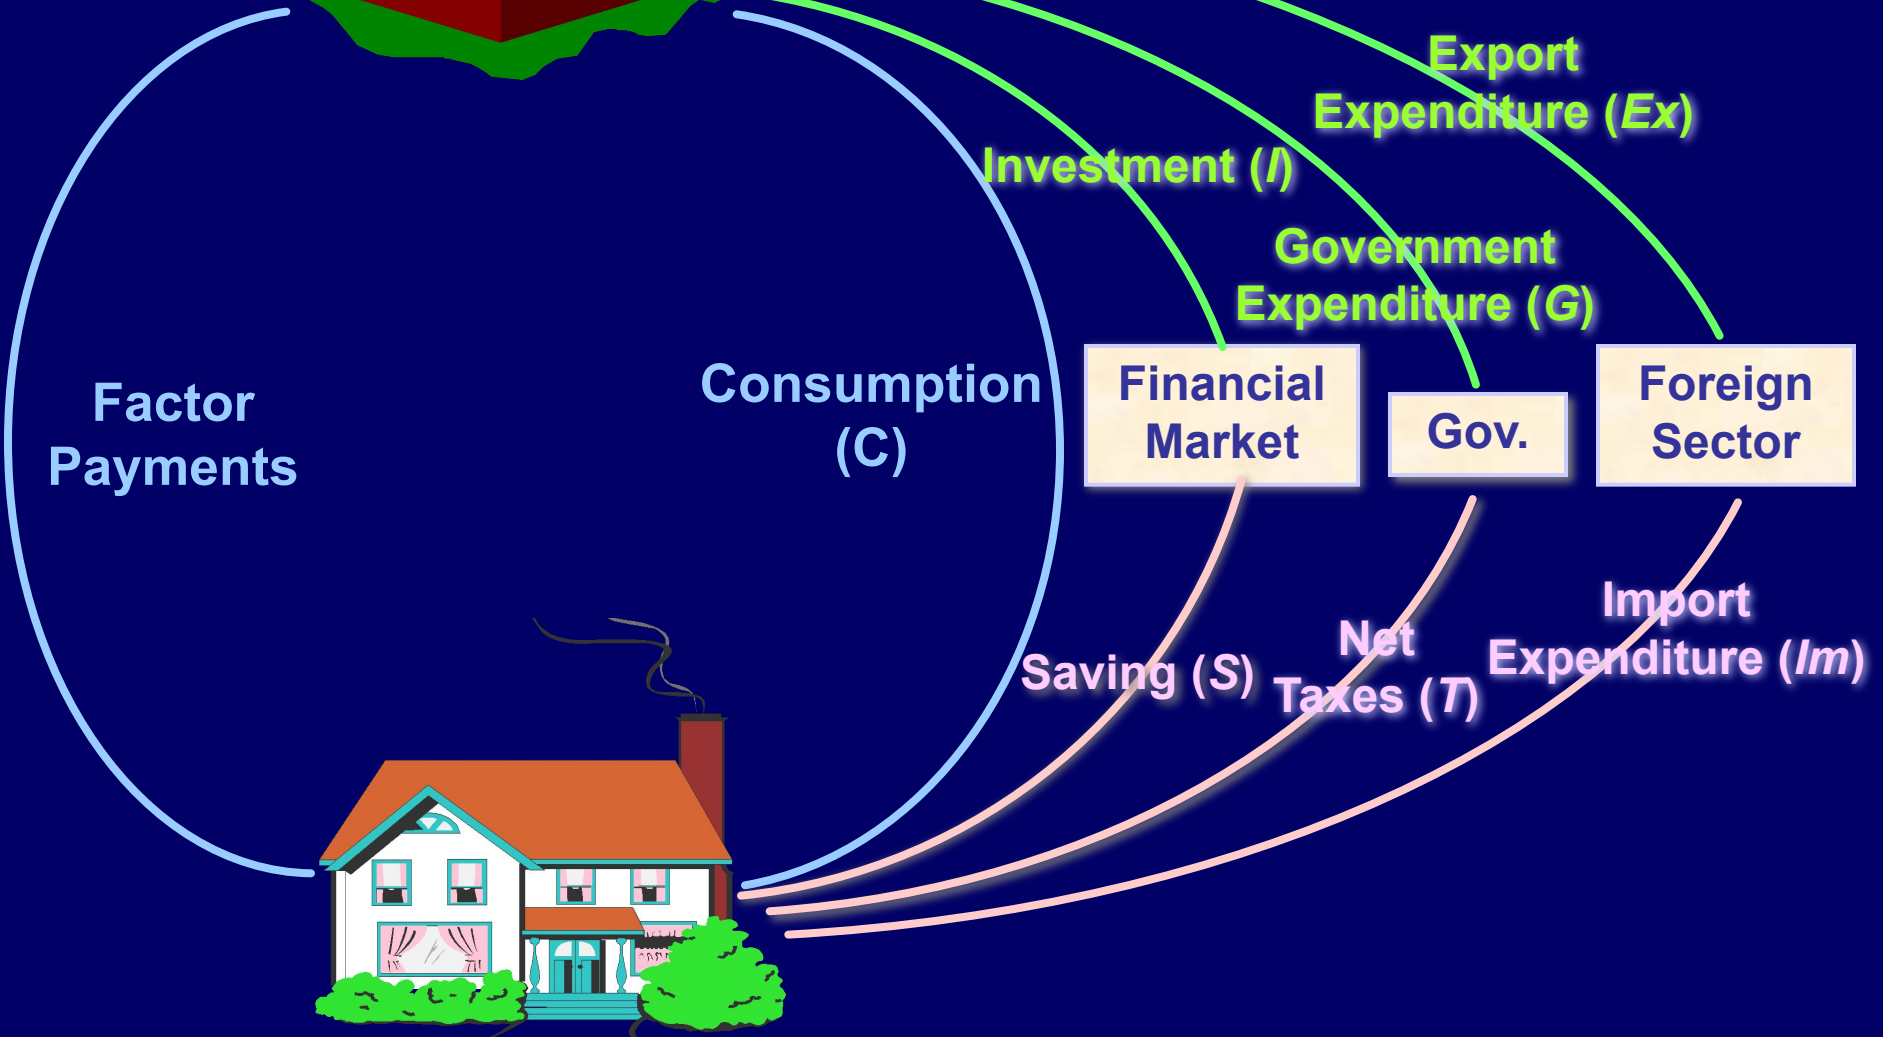 Export
Expenditure (Ex)
Investment (I)
Government
Expenditure (G)
Factor
Payments
Consumption
(C)
Financial
Market
Gov.
Foreign
Sector
Saving (S)
Net
Taxes (T)
Import
Expenditure (Im)